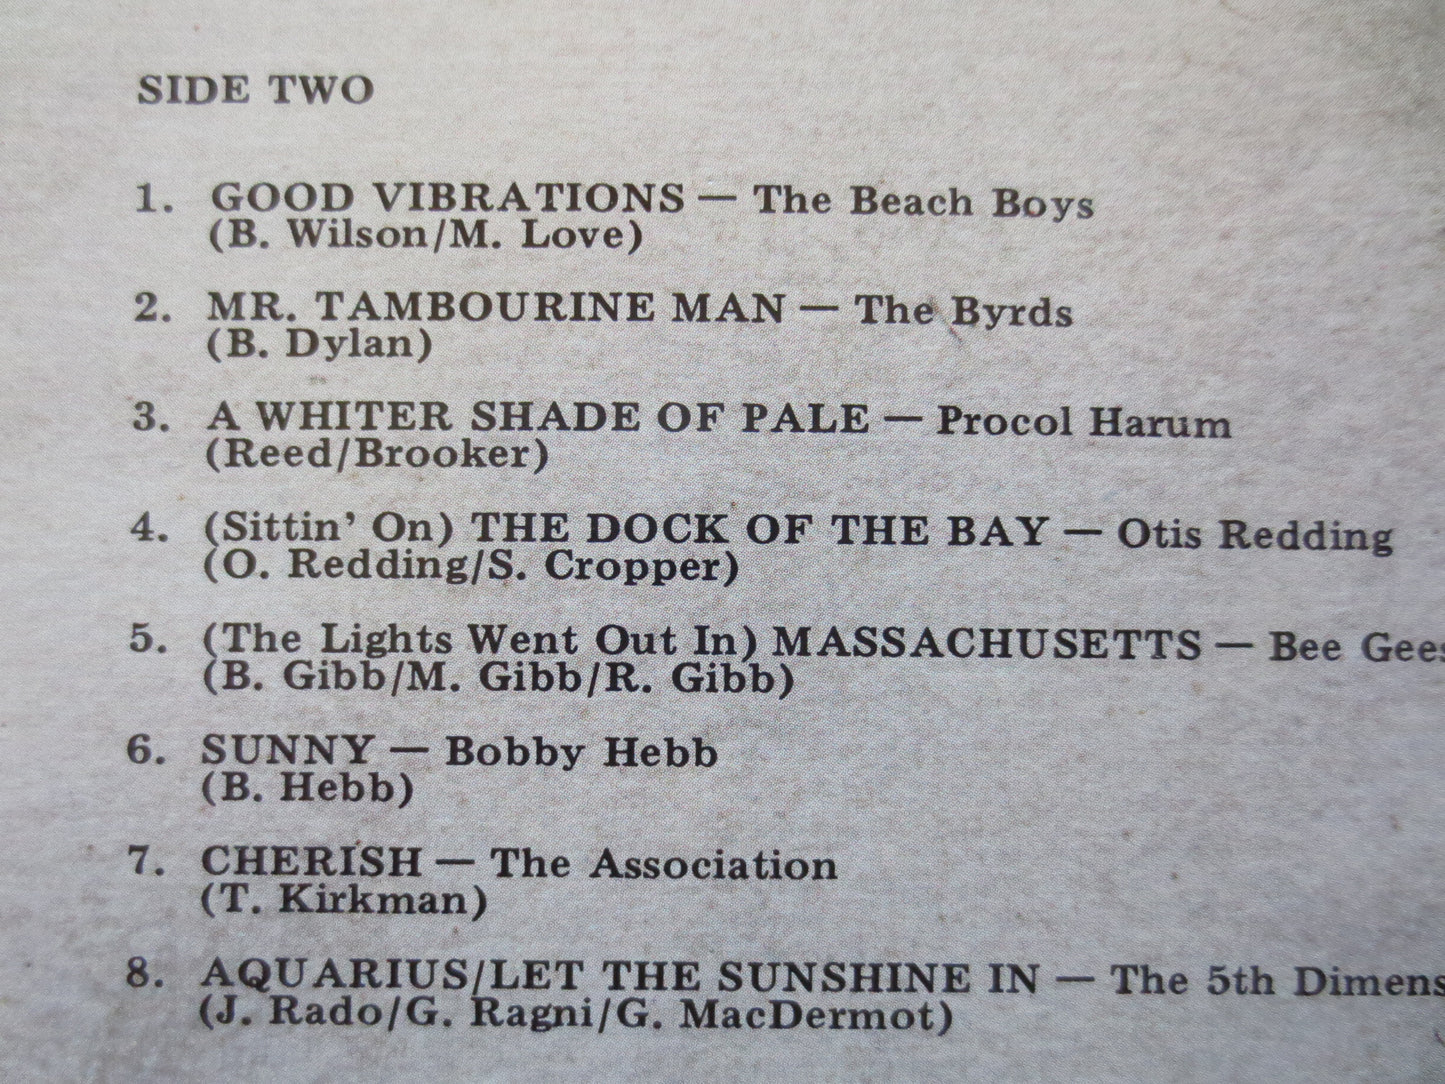 SIDE TWO
1. GOOD VIBRATIONS — The Beach Boys
(B. Wilson/M. Love)
2. MR. TAMBOURINE MAN — The Byrds
(B. Dylan)
3. A WHITER SHADE OF PALE — Procol Harum
(Reed/Brooker)
4. (Sittin' On) THE DOCK OF THE BAY — Otis Redding
(O. Redding/S. Cropper)
5. (The Lights Went Out In) MASSACHUSETTS — Bee Gees
(B. Gibb/M. Gibb/R. Gibb)
6. SUNNY — Bobby Hebb
(B. Hebb)
7. CHERISH — The Association
(T. Kirkman)
8. AQUARIUS/LET THE SUNSHINE IN — The 5th Dimens
(J. Rado/G. Ragni/G. MacDermot)